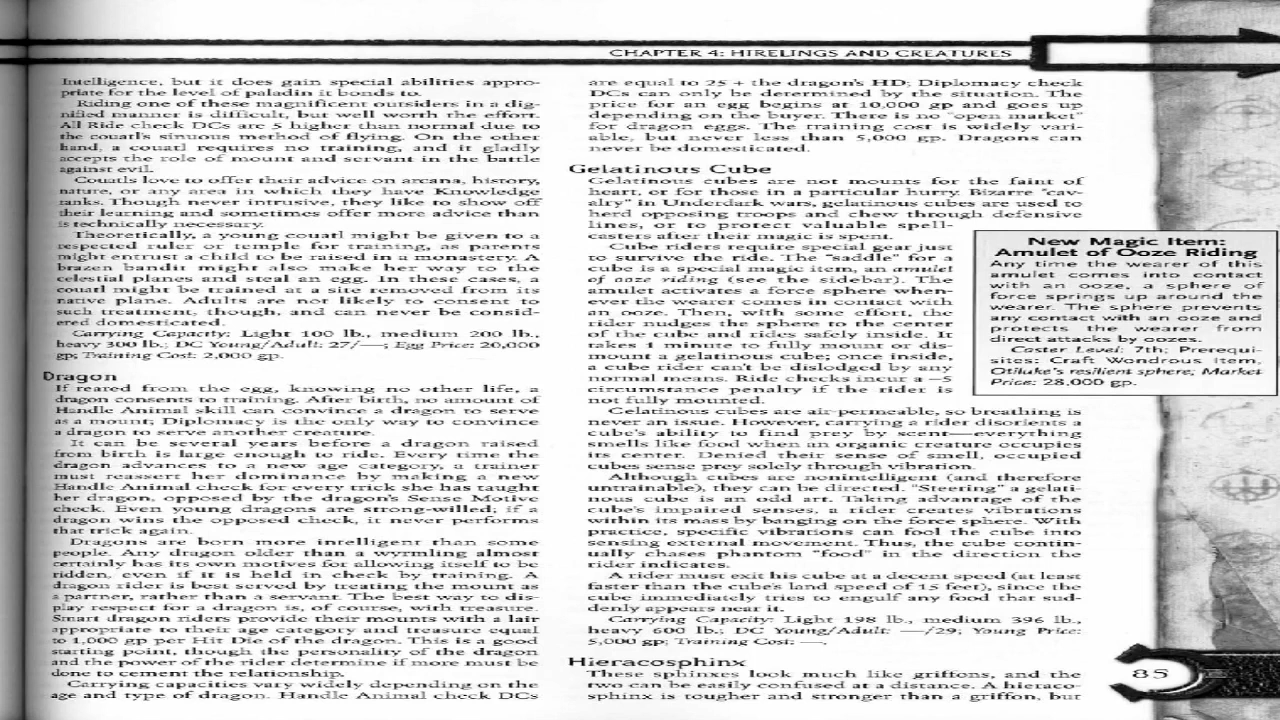 CHAPTER 4: HIRELINGS AND CREATURES
Intelligence, but it does gain special abilities appro-
priate for the level of paladin it bonds to.
Riding one of these magnificent outsiders in a dig-
nified manner is difficult, but well worth the effort.
All Ride check DCs are 5 higher than normal due to
the couatl's sinuous method of flying. On the other
hand, a couatl requires no training, and it gladly
accepts the role of mount and servant in the battle
against evil.
Couatls love to offer their advice on arcana, history,
nature, or any area in which they have Knowledge
ranks. Though never intrusive, they like to show off
their learning and sometimes offer more advice than
is technically necessary.
Theoretically, a young couatl might be given to a
respected ruler or temple for training, as parents
might entrust a child to be raised in a monastery. A
brazen bandit might also make her way to the
celestial planes and steal an egg. In these cases, a
couatl might be trained at a site removed from its
native plane. Adults are not likely to consent to
such treatment, though, and can never be consid-
ered domesticated.
Carrying Capacity: Light 100 lb., medium 200 lb.,
heavy 300 lb.; DC Young/Adult: 27/—; Egg Price: 20,000
gp; Training Cost: 2,000 gp.
Dragon
If reared from the egg, knowing no other life, a
dragon consents to training. After birth, no amount of
Handle Animal skill can convince a dragon to serve
as a mount; Diplomacy is the only way to convince
a dragon to serve another creature.
It can be several years before a dragon raised
from birth is large enough to ride. Every time the
dragon advances to a new age category, a trainer
must reassert her dominance by making a new
Handle Animal check for every trick she has taught
her dragon, opposed by the dragon's Sense Motive
check. Even young dragons are strong-willed; if a
dragon wins the opposed check, it never performs
that trick again.
Dragons are born more intelligent than some
people. Any dragon older than a wyrmling almost
certainly has its own motives for allowing itself to be
ridden, even if it is held in check by training. A
dragon rider is best served by treating the mount as
a partner, rather than a servant. The best way to dis-
play respect for a dragon is, of course, with treasure.
Smart dragon riders provide their mounts with a lair
appropriate to their age category and treasure equal
to 1,000 gp per Hit Die of the dragon. This is a good
starting point, though the personality of the dragon
and the power of the rider determine if more must be
done to cement the relationship.
Carrying capacities vary widely depending on the
age and type of dragon. Handle Animal check DCs
are equal to 25 + the dragon's HD; Diplomacy check
DCs can only be determined by the situation. The
price for an egg begins at 10,000 gp and goes up
depending on the buyer. There is no "open market"
for dragon eggs. The training cost is widely vari-
able, but never less than 5,000 gp. Dragons can
never be domesticated.
Gelatinous Cube
Gelatinous cubes are not mounts for the faint of
heart, or for those in a particular hurry. Bizarre "cav-
alry" in Underdark wars, gelatinous cubes are used to
herd opposing troops and chew through defensive
lines, or to protect valuable spell-
casters after their magic is spent.
Cube riders require special gear just
to survive the ride. The "saddle" for a
cube is a special magic item, an amulet
of ooze riding (see the sidebar). The
amulet activates a force sphere when-
ever the wearer comes in contact with
an ooze. Then, with some effort, the
rider nudges the sphere to the center
of the cube and rides safely inside. It
takes 1 minute to fully mount or dis-
mount a gelatinous cube; once inside,
a cube rider can't be dislodged by any
normal means. Ride checks incur a –5
circumstance penalty if the rider is
not fully mounted.
Gelatinous cubes are air-permeable, so breathing is
never an issue. However, carrying a rider disorients a
cube's ability to find prey by scent—everything
smells like food when an organic creature occupies
its center. Denied their sense of smell, occupied
cubes sense prey solely through vibration.
Although cubes are nonintelligent (and therefore
untrainable), they can be directed. "Steering" a gelati-
nous cube is an odd art. Taking advantage of the
cube's impaired senses, a rider creates vibrations
within its mass by banging on the force sphere. With
practice, specific vibrations can fool the cube into
sensing external movement. Thus, the cube contin-
ually chases phantom "food" in the direction the
rider indicates.
A rider must exit his cube at a decent speed (at least
faster than the cube's land speed of 15 feet), since the
cube immediately tries to engulf any food that sud-
denly appears near it.
Carrying Capacity: Light 198 lb., medium 396 lb.,
heavy 600 lb.; DC Young/Adult: —/29; Young Price:
5,000 gp; Training Cost: —.
Hieracosphinx
These sphinxes look much like griffons, and the
two can be easily confused at a distance. A hieraco-
sphinx is tougher and stronger than a griffon, but
New Magic Item:
Amulet of Ooze Riding
Any time the wearer of this
amulet comes into contact
with an ooze, a sphere of
force springs up around the
wearer. The sphere prevents
any contact with an ooze and
protects the wearer from
direct attacks by oozes.
Caster Level: 7th; Prerequi-
sites: Craft Wondrous Item,
Otiluke's resilient sphere; Market
Price: 28,000 gp.
85